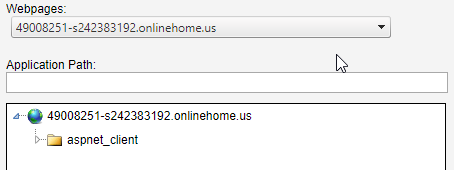 Webpages:
49008251-s242383192.onlinehome.us
Application Path:
49008251-s242383192.onlinehome.us
aspnet_client